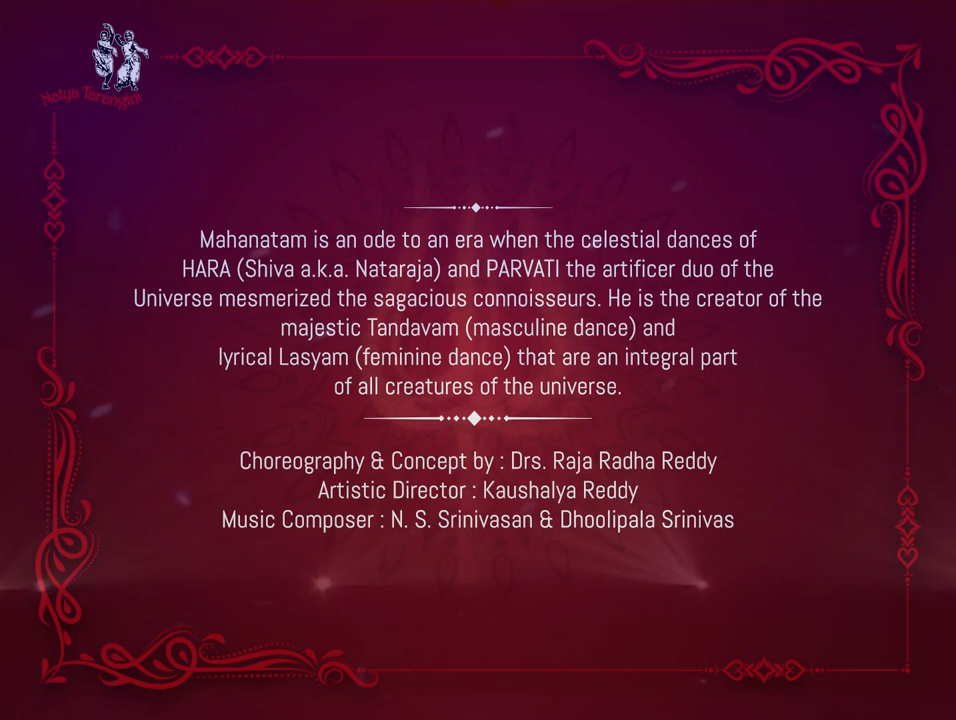 Natya Tarangini
Mahanatam is an ode to an era when the celestial dances of
HARA (Shiva a.k.a. Nataraja) and PARVATI the artificer duo of the
Universe mesmerized the sagacious connoisseurs. He is the creator of the
majestic Tandavam (masculine dance) and
lyrical Lasyam (feminine dance) that are an integral part
of all creatures of the universe.
Choreography & Concept by : Drs. Raja Radha Reddy
Artistic Director : Kaushalya Reddy
Music Composer : N. S. Srinivasan & Dhoolipala Srinivas